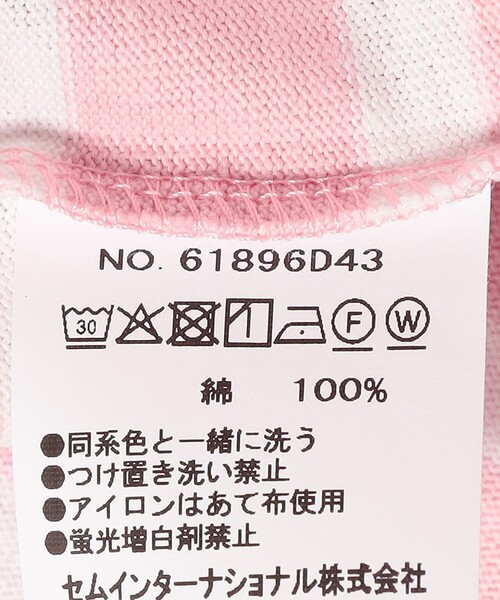 NO. 61896D43
30 F W
綿 100%
●同系色と一緒に洗う
●つけ置き洗い禁止
●アイロンはあて布使用
●蛍光増白剤禁止
セムインターナショナル株式会社